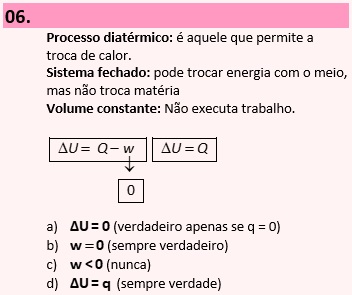 06.
Processo diatérmico: é aquele que permite a
troca de calor.
Sistema fechado: pode trocar energia com o meio,
mas não troca matéria
Volume constante: Não executa trabalho.
ΔU = Q – w ΔU = Q
0
a) ΔU = 0 (verdadeiro apenas se q = 0)
b) w = 0 (sempre verdadeiro)
c) w < 0 (nunca)
d) ΔU = q (sempre verdade)